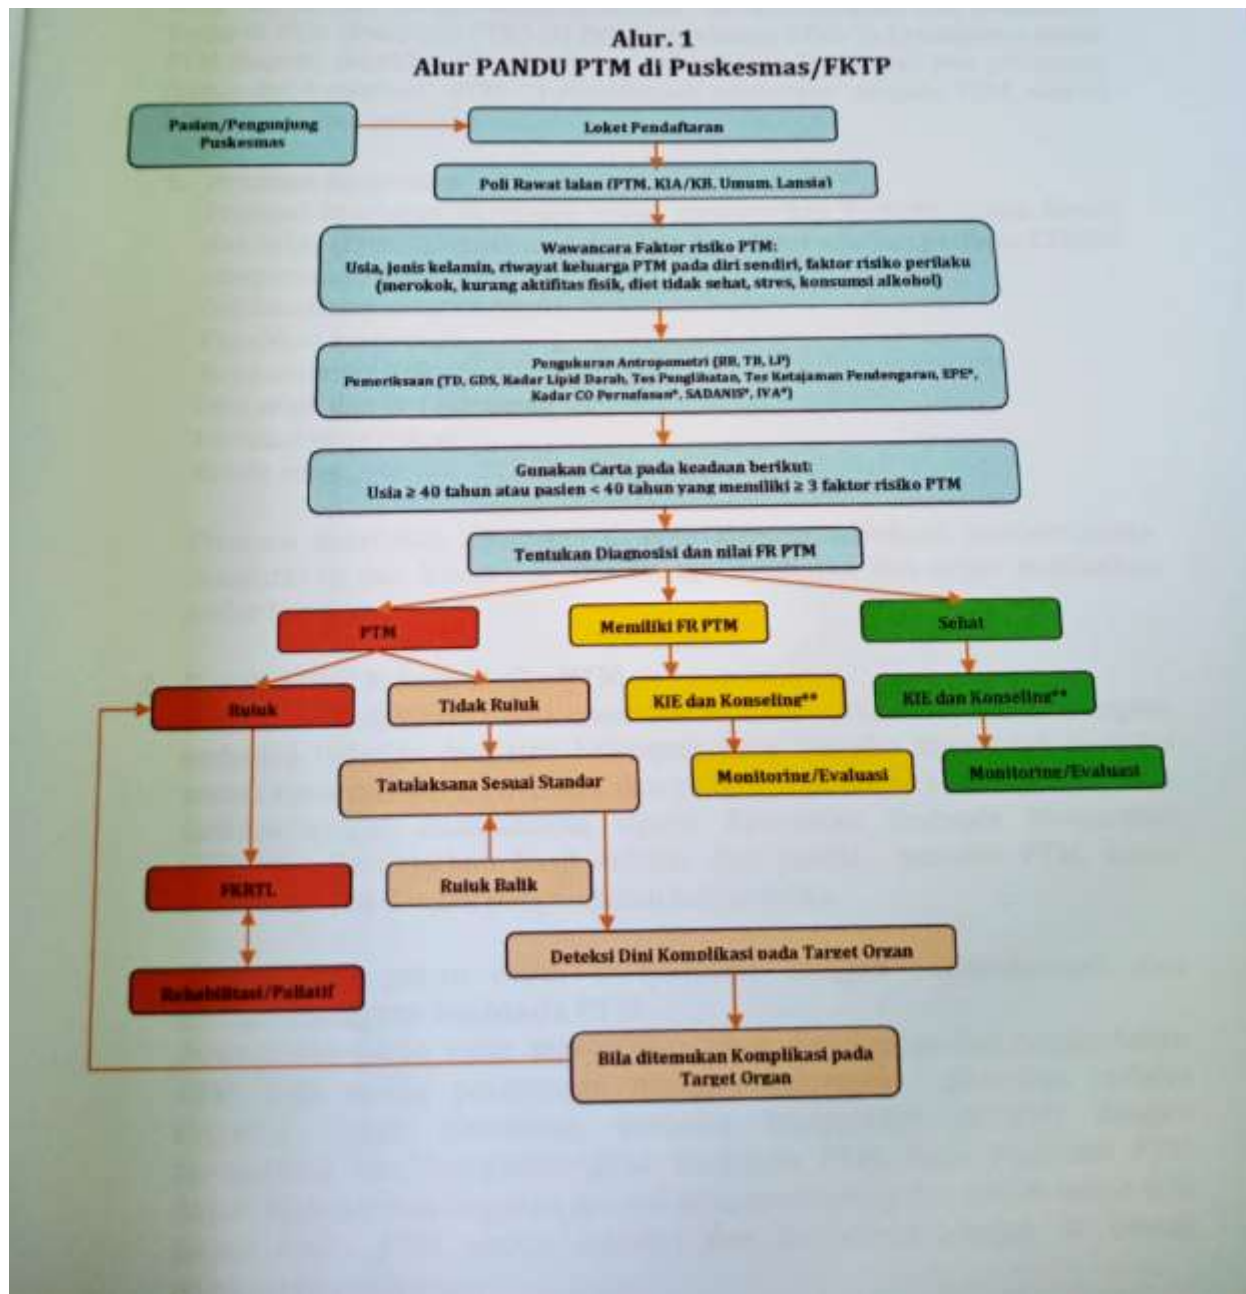 Alur. 1
Alur PANDU PTM di Puskesmas/FKTP
Pasien/Pengunjung
Puskesmas
Loket Pendaftaran
Poli Rawat Jalan (PTM, KIA/KB, Umum, Lansia)
Wawancara Faktor risiko PTM:
Usia, jenis kelamin, riwayat keluarga PTM pada diri sendiri, faktor risiko perilaku
(merokok, kurang aktifitas fisik, diet tidak sehat, stres, konsumsi alkohol)
Pengukuran Antropometri (BB, TB, LP)
Pemeriksaan (TD, GDS, Kadar Lipid Darah, Tes Penglihatan, Tes Ketajaman Pendengaran, EPE*,
Kadar CO Pernafasan*, SADANIS*, IVA*)
Gunakan Carta pada keadaan berikut:
Usia ≥ 40 tahun atau pasien < 40 tahun yang memiliki ≥ 3 faktor risiko PTM
Tentukan Diagnosisi dan nilai FR PTM
PTM
Memiliki FR PTM
Sehat
Rujuk
Tidak Rujuk
KIE dan Konseling**
KIE dan Konseling**
Tatalaksana Sesuai Standar
Monitoring/Evaluasi
Monitoring/Evaluasi
FKRTL
Rujuk Balik
Deteksi Dini Komplikasi pada Target Organ
Rehabilitasi/Paliatif
Bila ditemukan Komplikasi pada
Target Organ